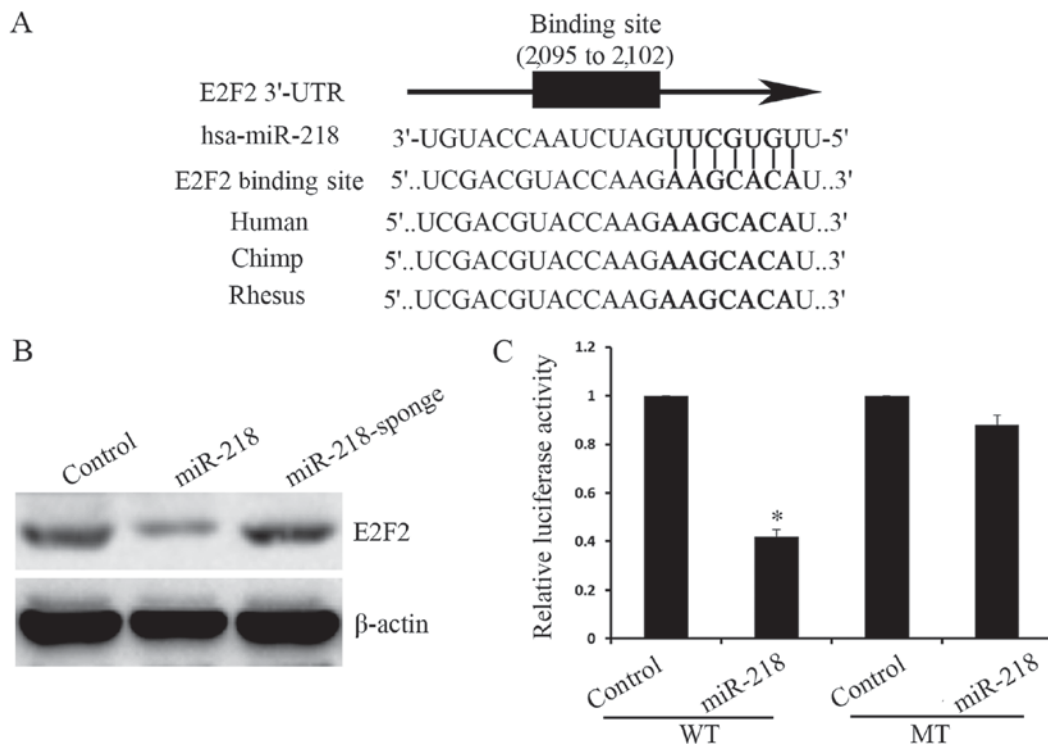 A
Binding site
(2,095 to 2,102)
E2F2 3'-UTR
hsa-miR-218 3'-UGUACCAAUCUAGUUCGUGUU-5'
E2F2 binding site 5'..UCGACGUACCAAGAAGCACAU..3'
Human 5'..UCGACGUACCAAGAAGCACAU..3'
Chimp 5'..UCGACGUACCAAGAAGCACAU..3'
Rhesus 5'..UCGACGUACCAAGAAGCACAU..3'
B
Control miR-218 miR-218-sponge
E2F2
β-actin
C
Relative luciferase activity
1.2
1
0.8
0.6
0.4
0.2
0
*
Control miR-218 Control miR-218
WT MT